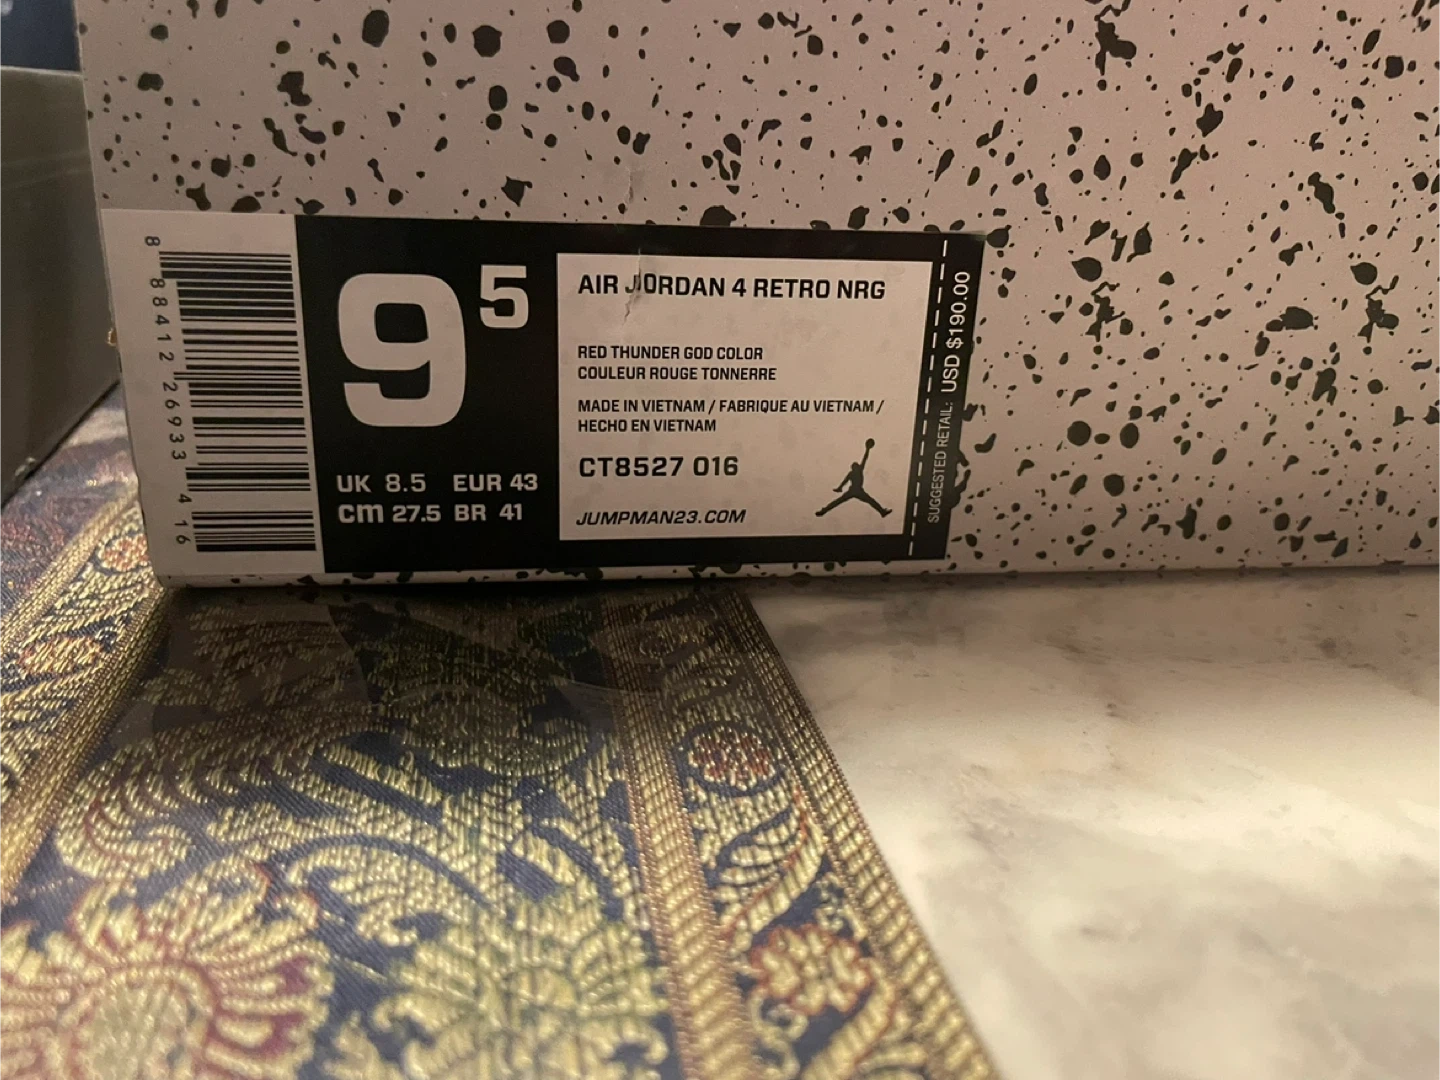 8 88412 26933 4 16
9 5
UK 8.5 EUR 43
cm 27.5 BR 41
AIR JORDAN 4 RETRO NRG
RED THUNDER GOD COLOR
COULEUR ROUGE TONNERRE
MADE IN VIETNAM / FABRIQUE AU VIETNAM /
HECHO EN VIETNAM
CT8527 016
JUMPMAN23.COM
SUGGESTED RETAIL: USD $190.00